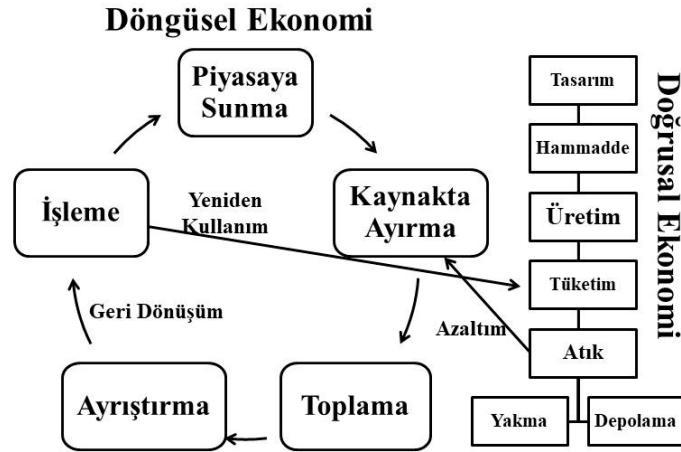 Döngüsel Ekonomi
Piyasaya
Sunma
Kaynakta
Ayırma
Toplama
Ayrıştırma
İşleme
Geri Dönüşüm
Yeniden
Kullanım
Azaltım
Doğrusal Ekonomi
Tasarım
Hammadde
Üretim
Tüketim
Atık
Yakma
Depolama